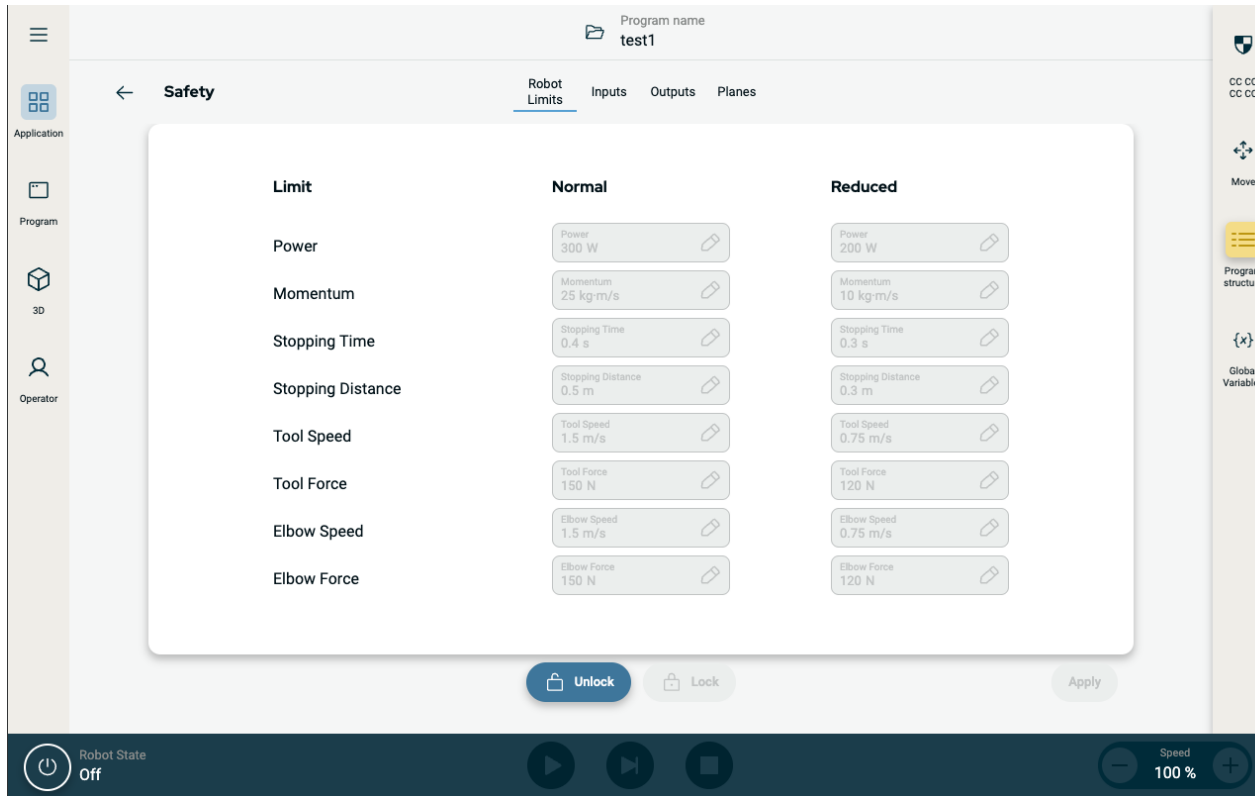 Program name
test1
Application
Program
3D
Operator
Safety
Robot
Limits
Inputs
Outputs
Planes
Limit Normal Reduced
Power
Power
300 W
Power
200 W
Momentum
Momentum
25 kg·m/s
Momentum
10 kg·m/s
Stopping Time
Stopping Time
0.4 s
Stopping Time
0.3 s
Stopping Distance
Stopping Distance
0.5 m
Stopping Distance
0.3 m
Tool Speed
Tool Speed
1.5 m/s
Tool Speed
0.75 m/s
Tool Force
Tool Force
150 N
Tool Force
120 N
Elbow Speed
Elbow Speed
1.5 m/s
Elbow Speed
0.75 m/s
Elbow Force
Elbow Force
150 N
Elbow Force
120 N
Unlock
Lock
Apply
CC CC
CC CC
Move
{x}
Robot State
Off
Speed
100 %